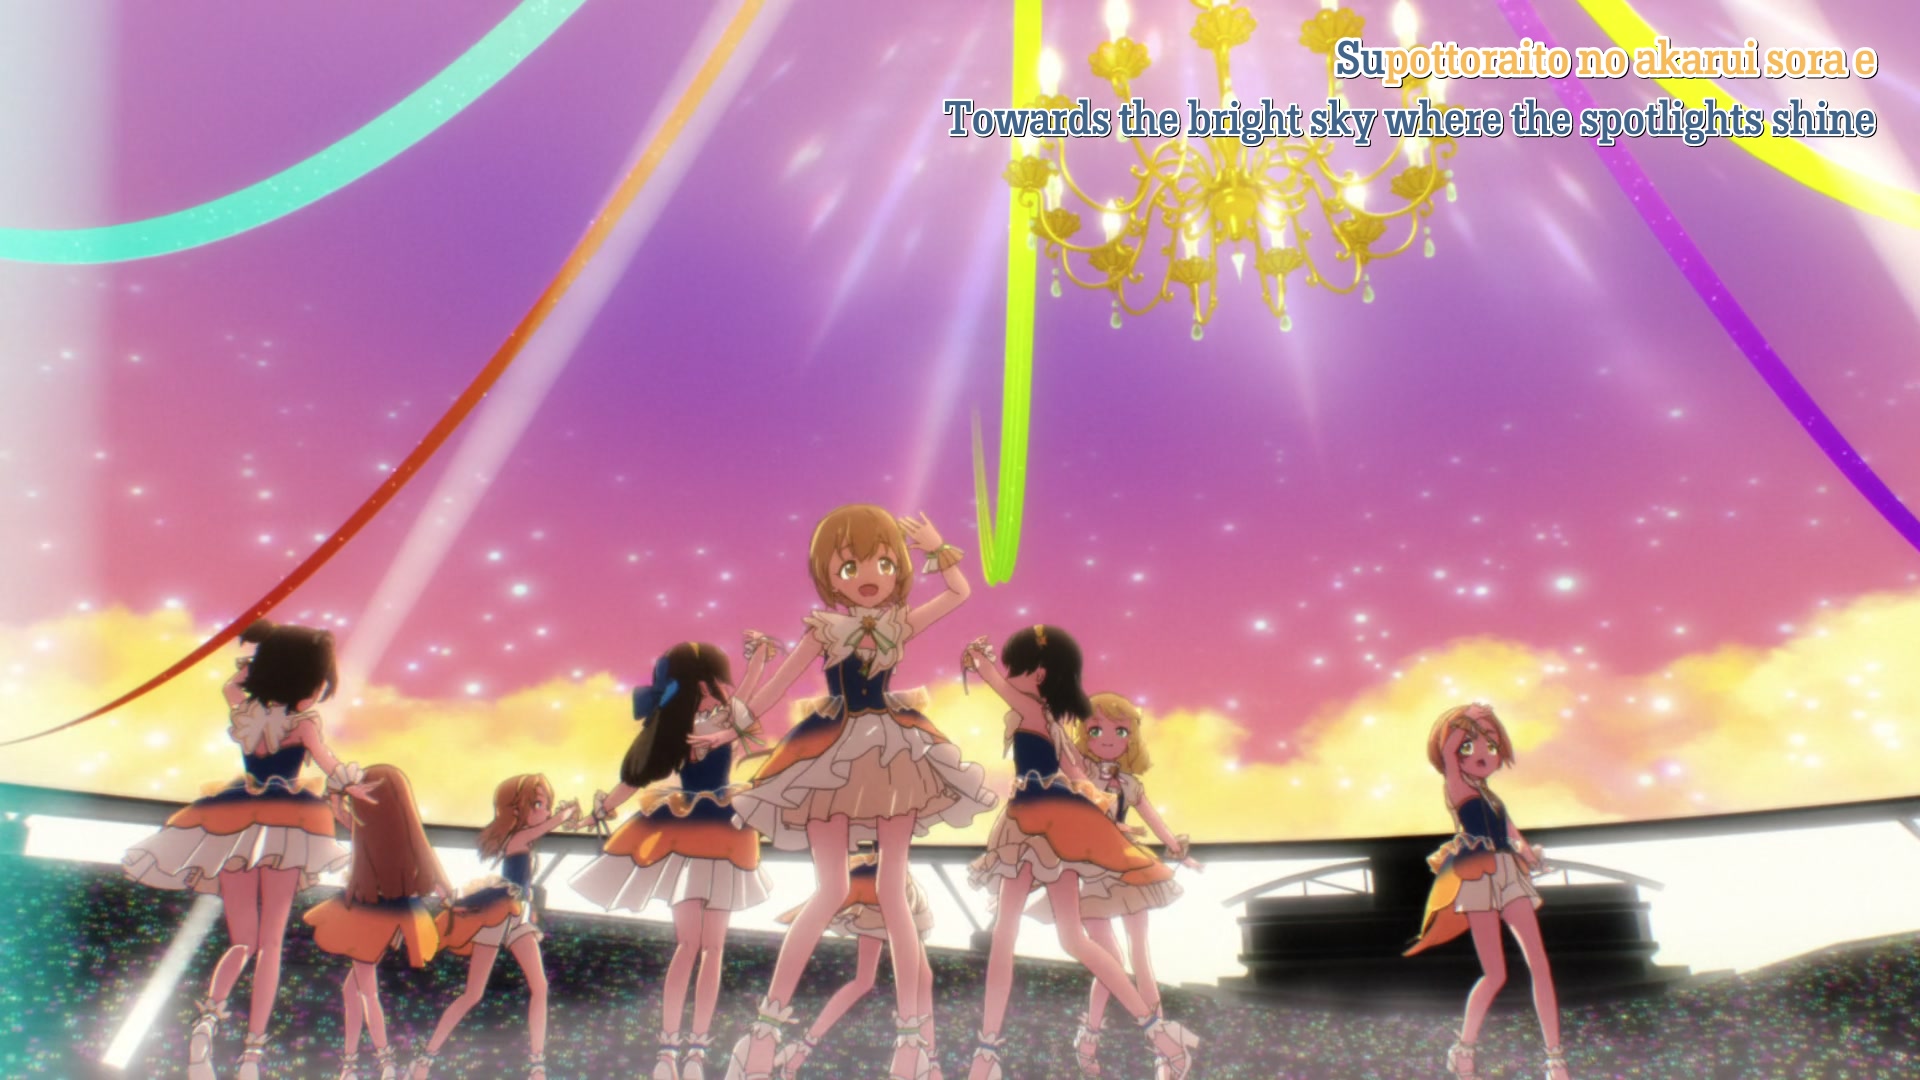 Supottoraito no akarui sora e
Towards the bright sky where the spotlights shine